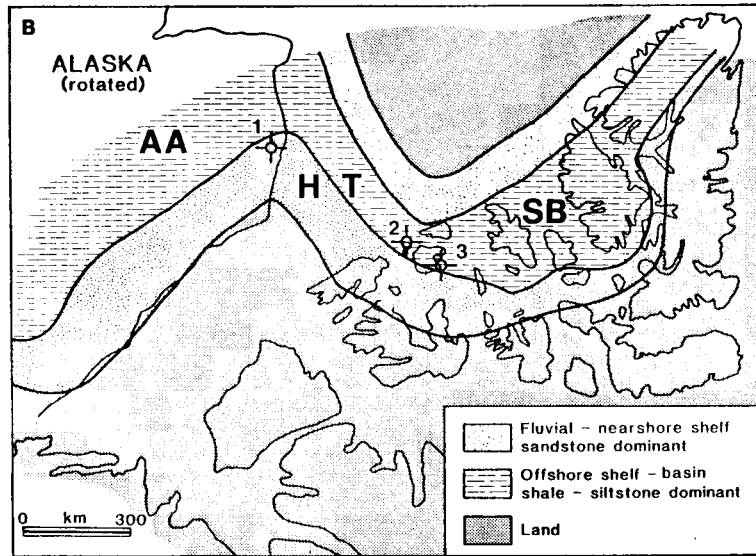 B
ALASKA
(rotated)
AA
1
H T
2
3
SB
Fluvial – nearshore shelf
sandstone dominant
Offshore shelf – basin
shale – siltstone dominant
Land
0 km 300